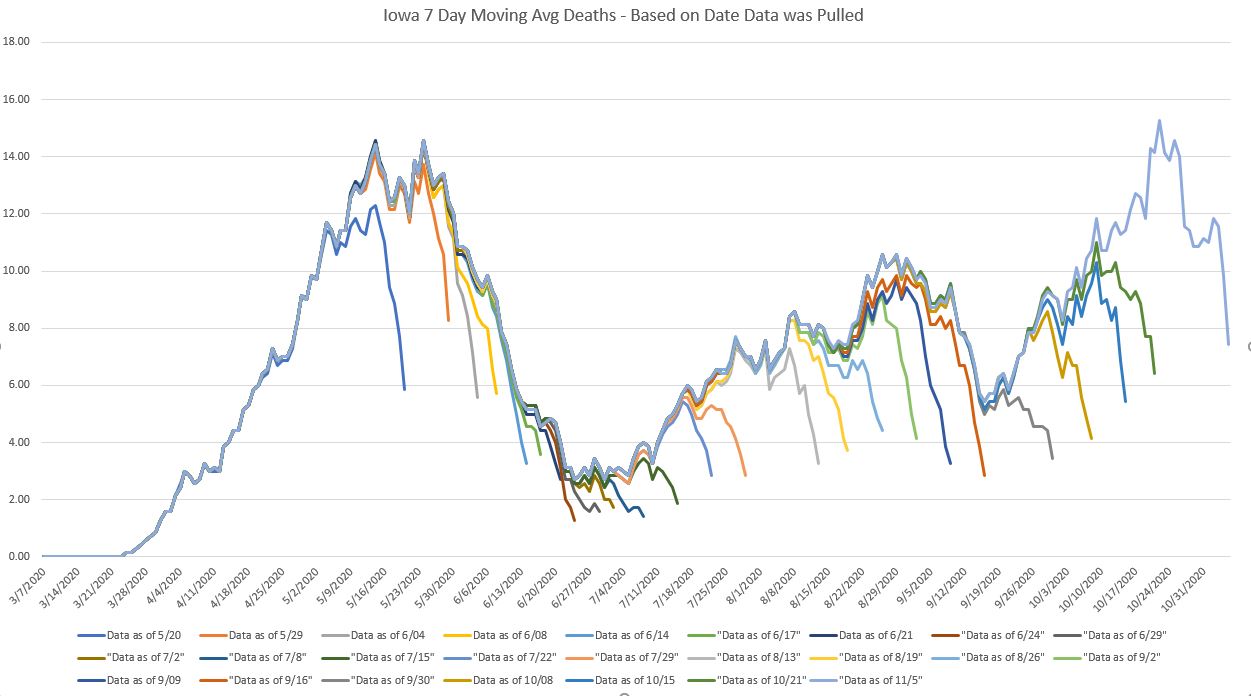 Iowa 7 Day Moving Avg Deaths - Based on Date Data was Pulled
18.00
16.00
14.00
12.00
10.00
8.00
6.00
4.00
2.00
0.00
3/7/2020 3/14/2020 3/21/2020 3/28/2020 4/4/2020 4/11/2020 4/18/2020 4/25/2020 5/2/2020 5/9/2020 5/16/2020 5/23/2020 5/30/2020 6/6/2020 6/13/2020 6/20/2020 6/27/2020 7/4/2020 7/11/2020 7/18/2020 7/25/2020 8/1/2020 8/8/2020 8/15/2020 8/22/2020 8/29/2020 9/5/2020 9/12/2020 9/19/2020 9/26/2020 10/3/2020 10/10/2020 10/17/2020 10/24/2020 10/31/2020
Data as of 5/20 Data as of 5/29 Data as of 6/04 Data as of 6/08 Data as of 6/14 "Data as of 6/17" Data as of 6/21 "Data as of 6/24" "Data as of 6/29"
"Data as of 7/2" "Data as of 7/8" "Data as of 7/15" "Data as of 7/22" "Data as of 7/29" "Data as of 8/13" "Data as of 8/19" "Data as of 8/26" "Data as of 9/2"
Data as of 9/09 "Data as of 9/16" "Data as of 9/30" Data as of 10/08 Data as of 10/15 "Data as of 10/21" "Data as of 11/5"